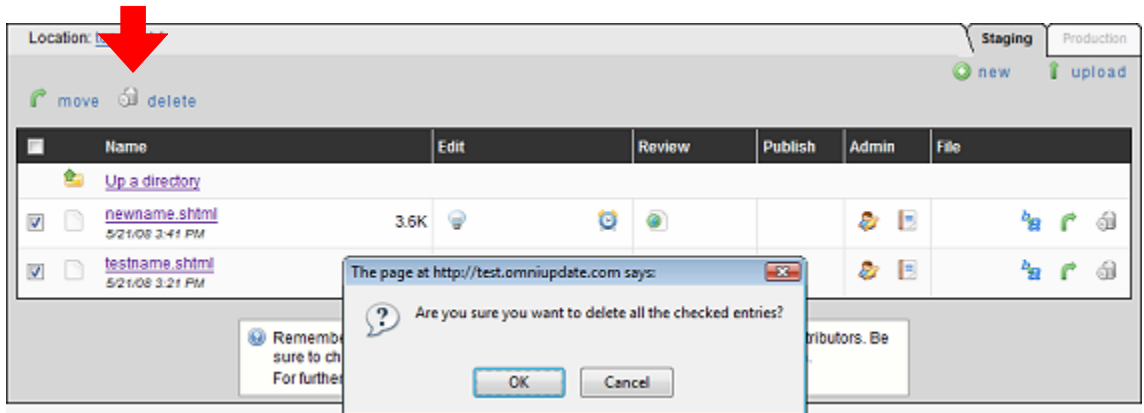 Location:
Staging
Production
new
upload
move
delete
Name
Edit
Review
Publish
Admin
File
Up a directory
newname.shtml
3.6K
5/21/08 3:41 PM
testname.shtml
5/21/08 3:21 PM
The page at http://test.omniupdate.com says:
Are you sure you want to delete all the checked entries?
OK
Cancel
Be
sure to
For further